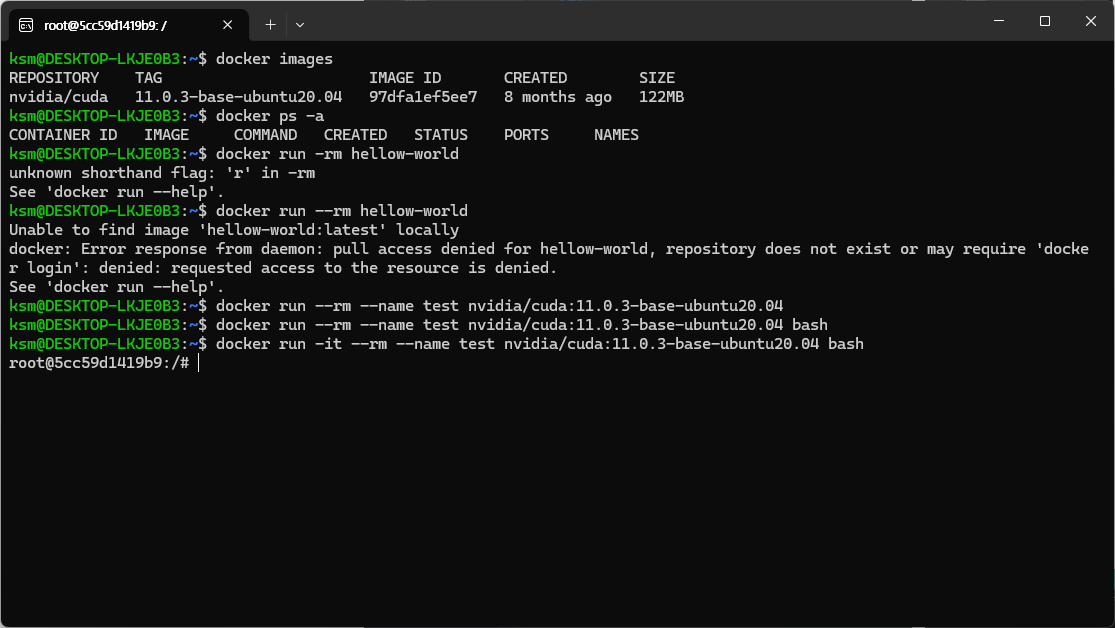 root@5cc59d1419b9: /
ksm@DESKTOP-LKJE0B3:~$ docker images
REPOSITORY    TAG                       IMAGE ID       CREATED        SIZE
nvidia/cuda   11.0.3-base-ubuntu20.04   97dfa1ef5ee7   8 months ago   122MB
ksm@DESKTOP-LKJE0B3:~$ docker ps -a
CONTAINER ID   IMAGE     COMMAND   CREATED   STATUS    PORTS     NAMES
ksm@DESKTOP-LKJE0B3:~$ docker run -rm hellow-world
unknown shorthand flag: 'r' in -rm
See 'docker run --help'.
ksm@DESKTOP-LKJE0B3:~$ docker run --rm hellow-world
Unable to find image 'hellow-world:latest' locally
docker: Error response from daemon: pull access denied for hellow-world, repository does not exist or may require 'docke
r login': denied: requested access to the resource is denied.
See 'docker run --help'.
ksm@DESKTOP-LKJE0B3:~$ docker run --rm --name test nvidia/cuda:11.0.3-base-ubuntu20.04
ksm@DESKTOP-LKJE0B3:~$ docker run --rm --name test nvidia/cuda:11.0.3-base-ubuntu20.04 bash
ksm@DESKTOP-LKJE0B3:~$ docker run -it --rm --name test nvidia/cuda:11.0.3-base-ubuntu20.04 bash
root@5cc59d1419b9:/#